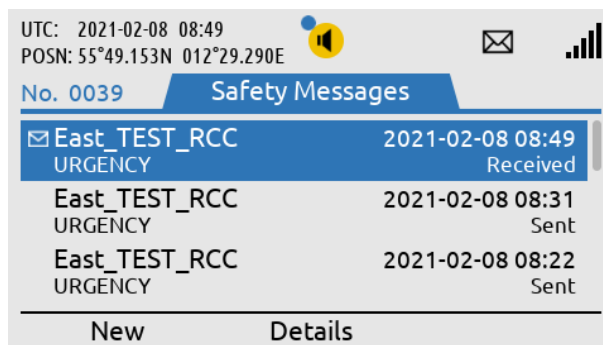 UTC: 2021-02-08 08:49
POSN: 55°49.153N 012°29.290E
No. 0039 Safety Messages
East_TEST_RCC 2021-02-08 08:49
URGENCY Received
East_TEST_RCC 2021-02-08 08:31
URGENCY Sent
East_TEST_RCC 2021-02-08 08:22
URGENCY Sent
New Details